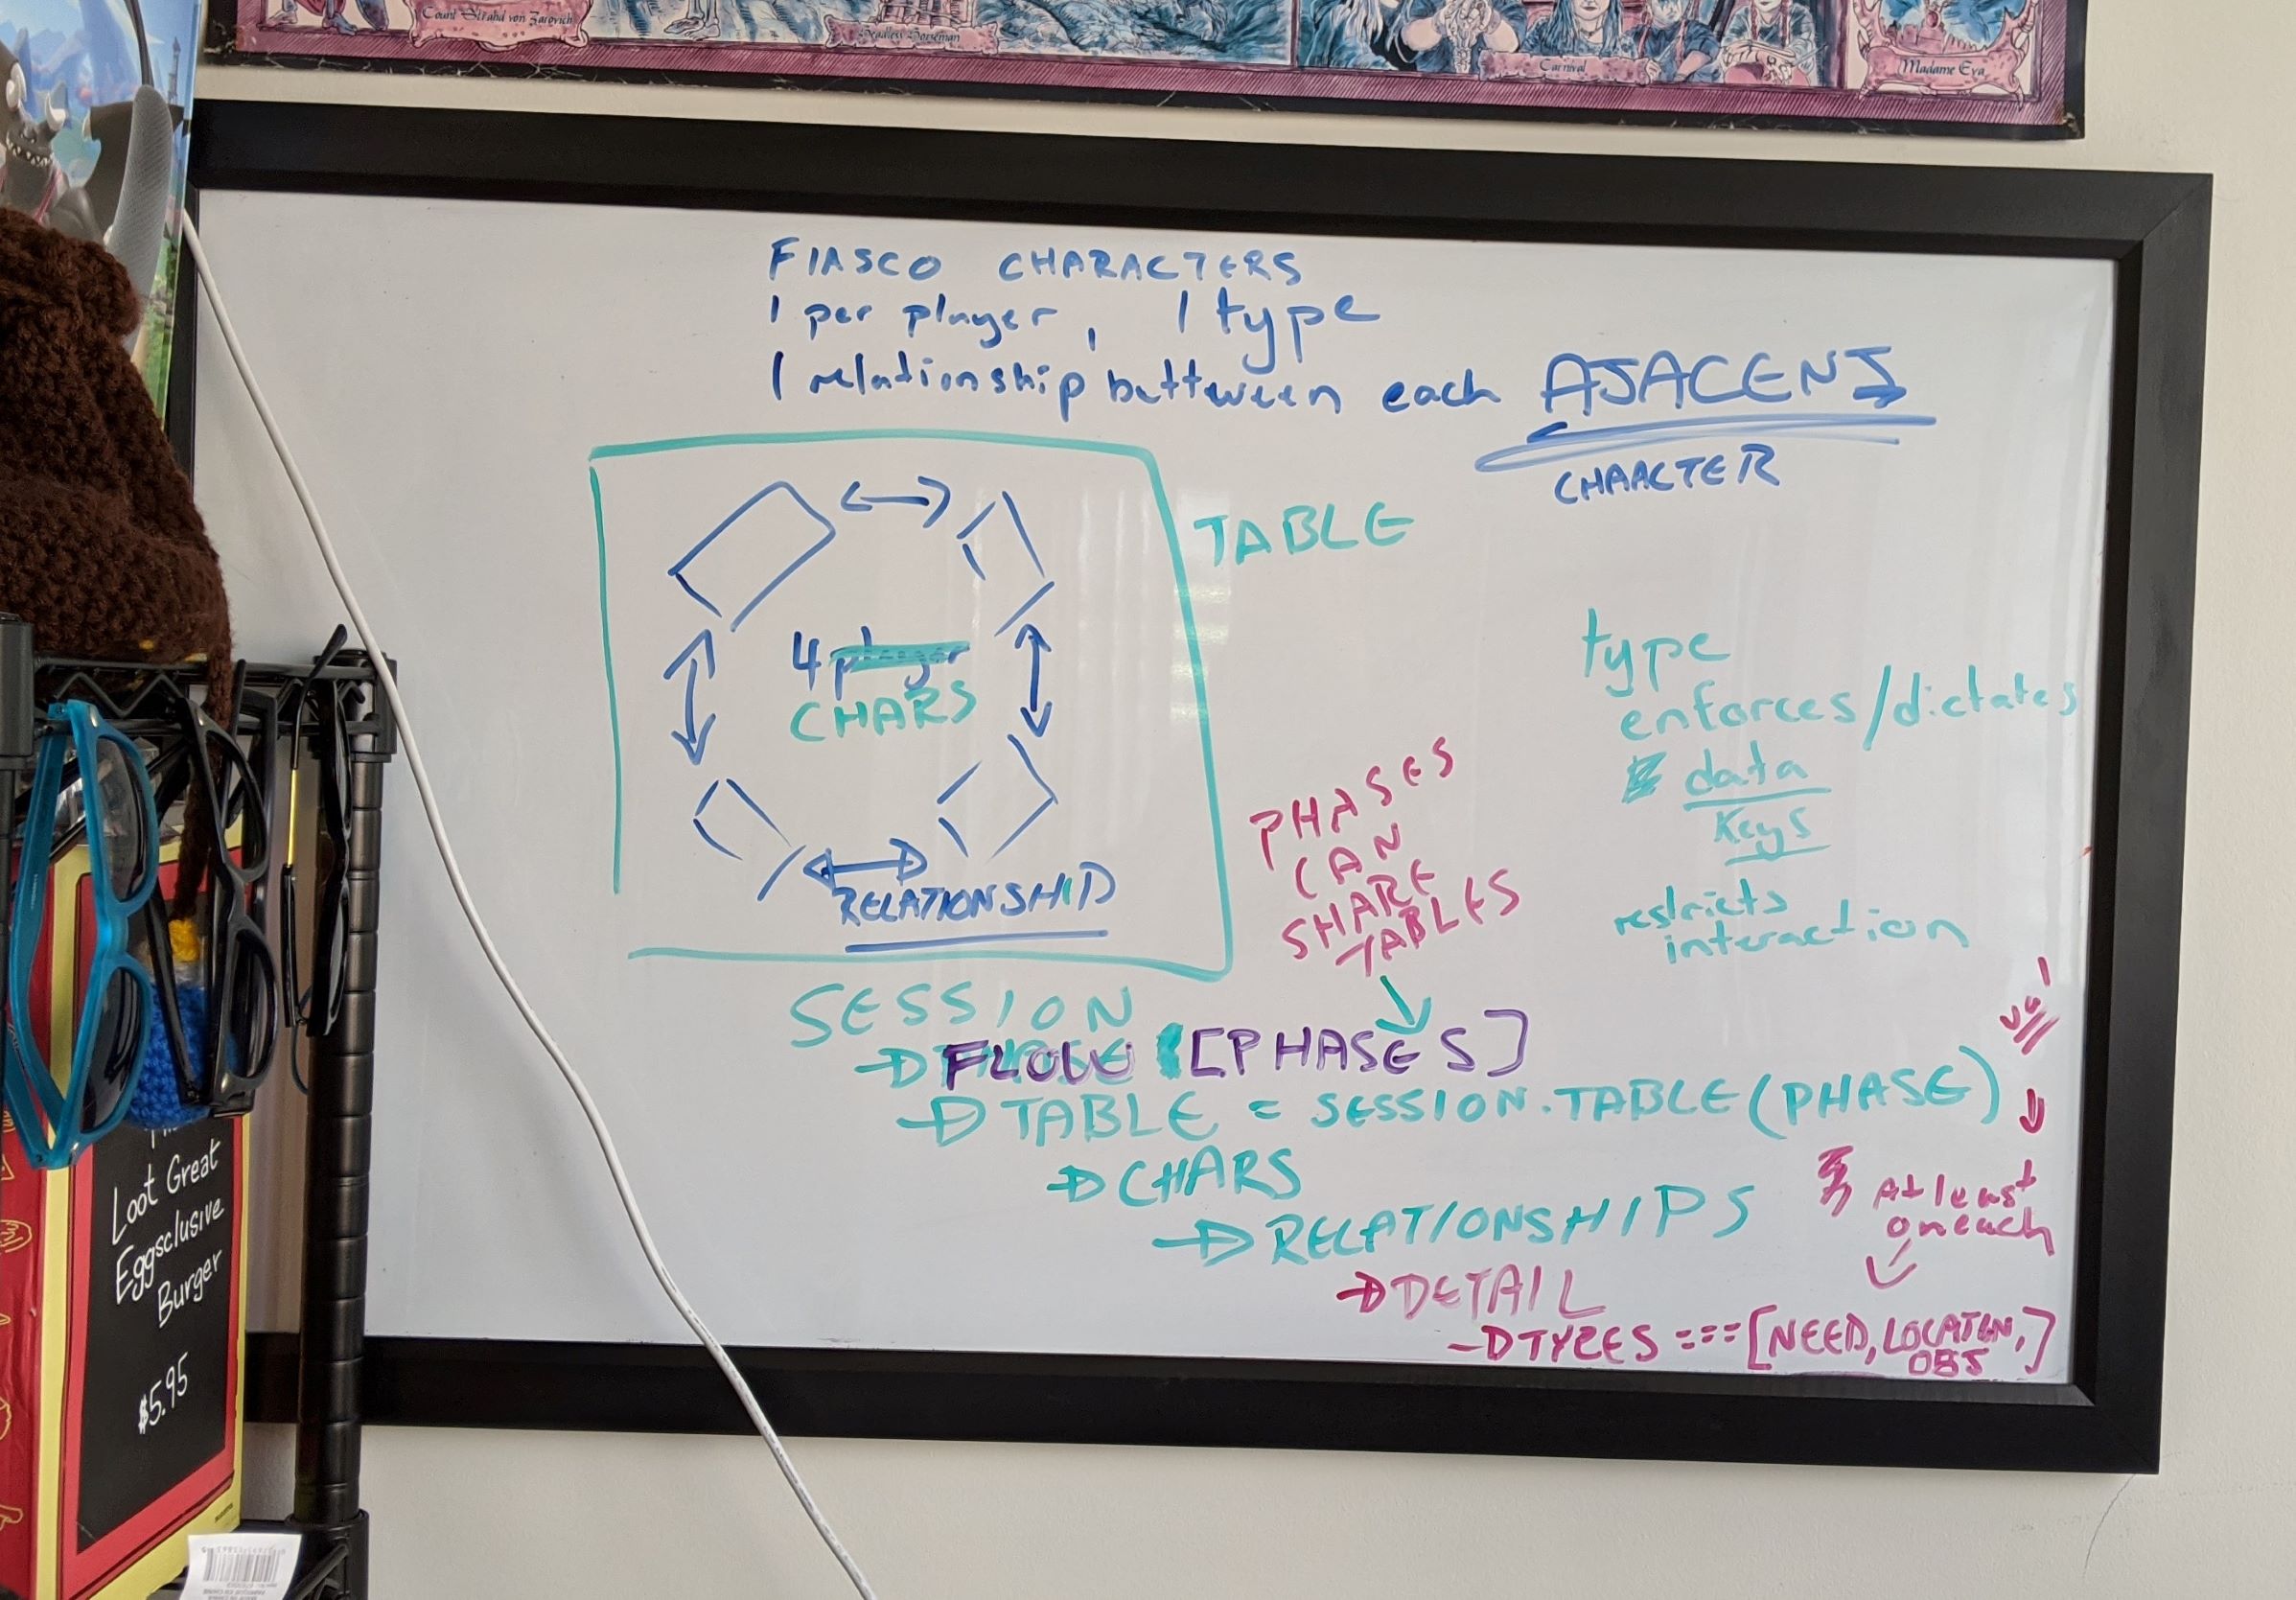 Count Strahd von Zarovich
Headless Horseman
Carnival
Madame Eva
FIASCO CHARACTERS
1 per player, 1 type
1 relationship bettween each AJACENT
CHAACTER
TABLE
4 player
CHARS
RELATIONSHIP
type
enforces/dictates
data
Keys
restricts
interaction
PHASES
CAN
SHARE
TABLES
SESSION
FLOW [PHASES]
TABLE = SESSION.TABLE(PHASE)
CHARS
RELATIONSHIPS
At least
on each
DETAIL
TYPES === [NEED, LOCATION,]
OBJ
Loot Great
Eggsclusive
Burger
$5.95